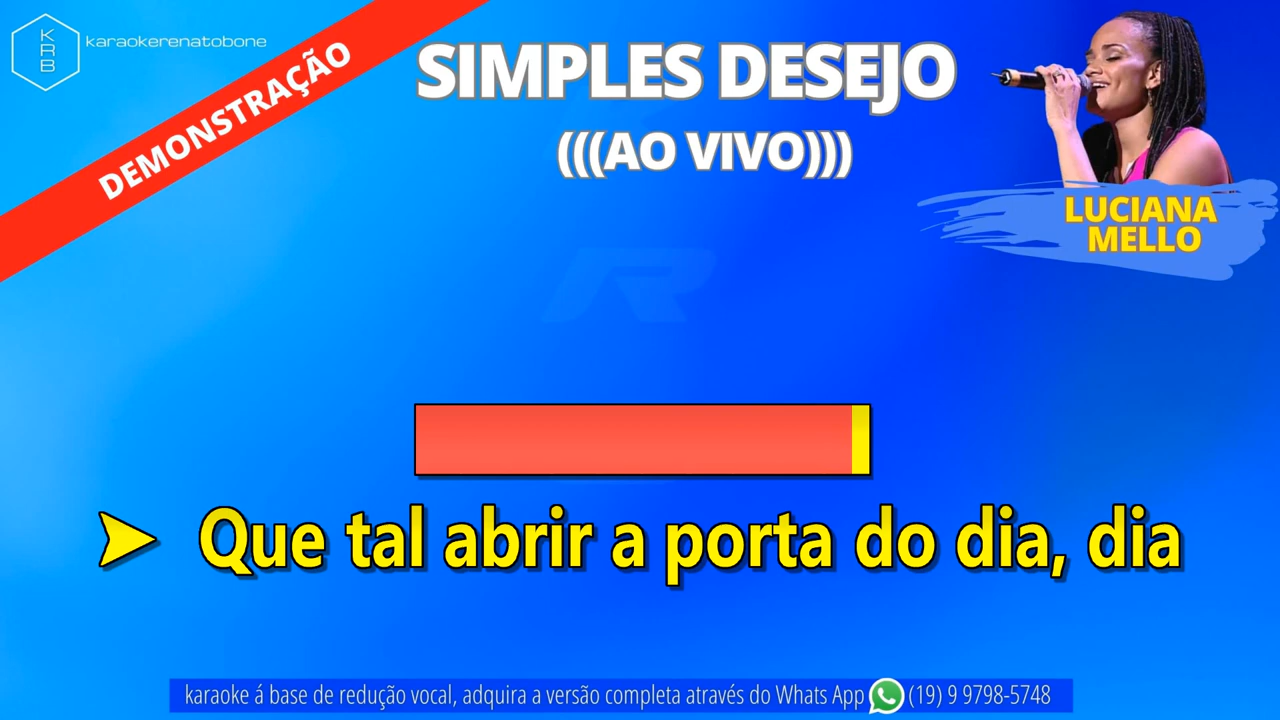 KRB
karaokerenatobone
DEMONSTRAÇÃO
SIMPLES DESEJO
(((AO VIVO)))
LUCIANA
MELLO
Que tal abrir a porta do dia, dia
karaoke á base de redução vocal, adquira a versão completa através do Whats App (19) 9 9798-5748